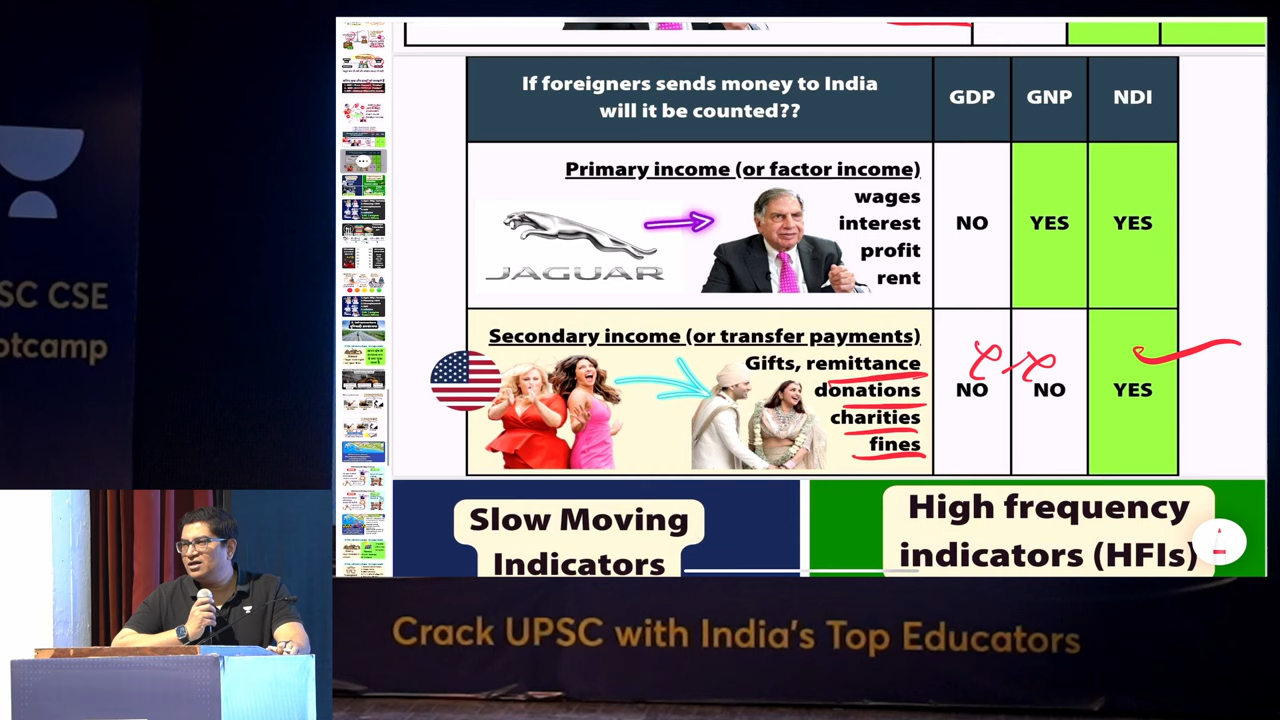 If foreigners sends money to India
will it be counted??
GDP
GNP
NDI
Primary income (or factor income)
wages
interest
profit
rent
JAGUAR
NO
YES
YES
Secondary income (or transfer payments)
Gifts, remittance
donations
charities
fines
NO
NO
YES
Slow Moving
Indicators
High frequency
indicators (HFIs)
SC CSE
otcamp
Crack UPSC with India's Top Educators